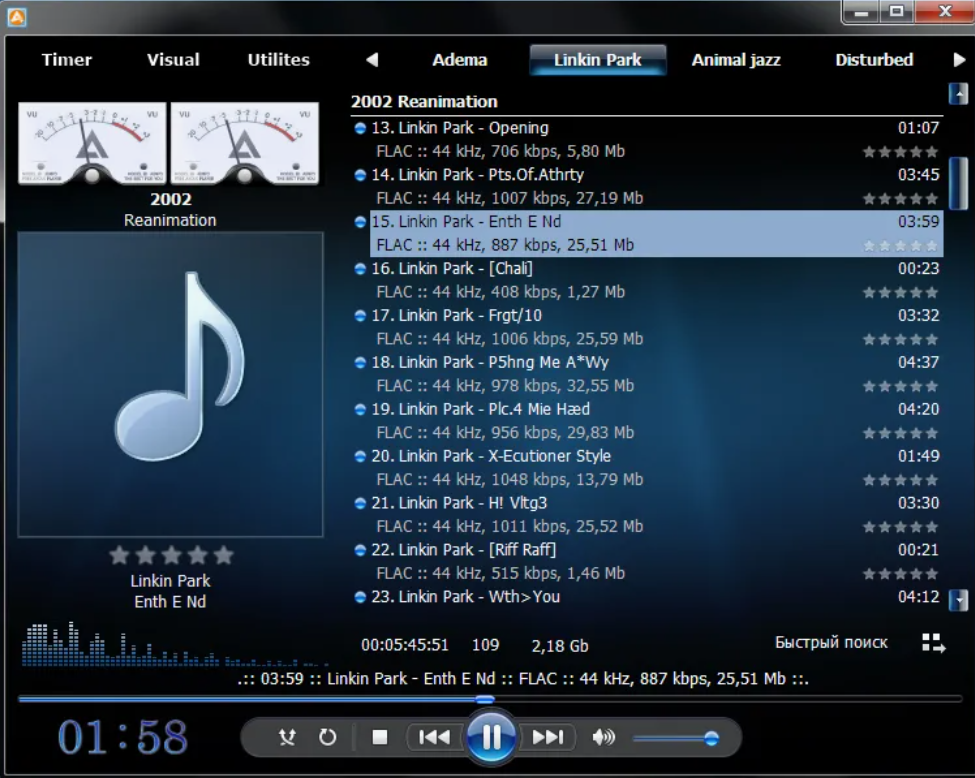 Timer Visual Utilites Adema Linkin Park Animal jazz Disturbed
VU VU VU VU
2002
Reanimation
2002 Reanimation
13. Linkin Park - Opening 01:07
FLAC :: 44 kHz, 706 kbps, 5,80 Mb
14. Linkin Park - Pts.Of.Athrty 03:45
FLAC :: 44 kHz, 1007 kbps, 27,19 Mb
15. Linkin Park - Enth E Nd 03:59
FLAC :: 44 kHz, 887 kbps, 25,51 Mb
16. Linkin Park - [Chali] 00:23
FLAC :: 44 kHz, 408 kbps, 1,27 Mb
17. Linkin Park - Frgt/10 03:32
FLAC :: 44 kHz, 1006 kbps, 25,59 Mb
18. Linkin Park - P5hng Me A*Wy 04:37
FLAC :: 44 kHz, 978 kbps, 32,55 Mb
19. Linkin Park - Plc.4 Mie Hæd 04:20
FLAC :: 44 kHz, 956 kbps, 29,83 Mb
20. Linkin Park - X-Ecutioner Style 01:49
FLAC :: 44 kHz, 1048 kbps, 13,79 Mb
21. Linkin Park - H! Vltg3 03:30
FLAC :: 44 kHz, 1011 kbps, 25,52 Mb
22. Linkin Park - [Riff Raff] 00:21
FLAC :: 44 kHz, 515 kbps, 1,46 Mb
23. Linkin Park - Wth>You 04:12
Linkin Park
Enth E Nd
00:05:45:51 109 2,18 Gb Быстрый поиск
.:: 03:59 :: Linkin Park - Enth E Nd :: FLAC :: 44 kHz, 887 kbps, 25,51 Mb ::.
01:58